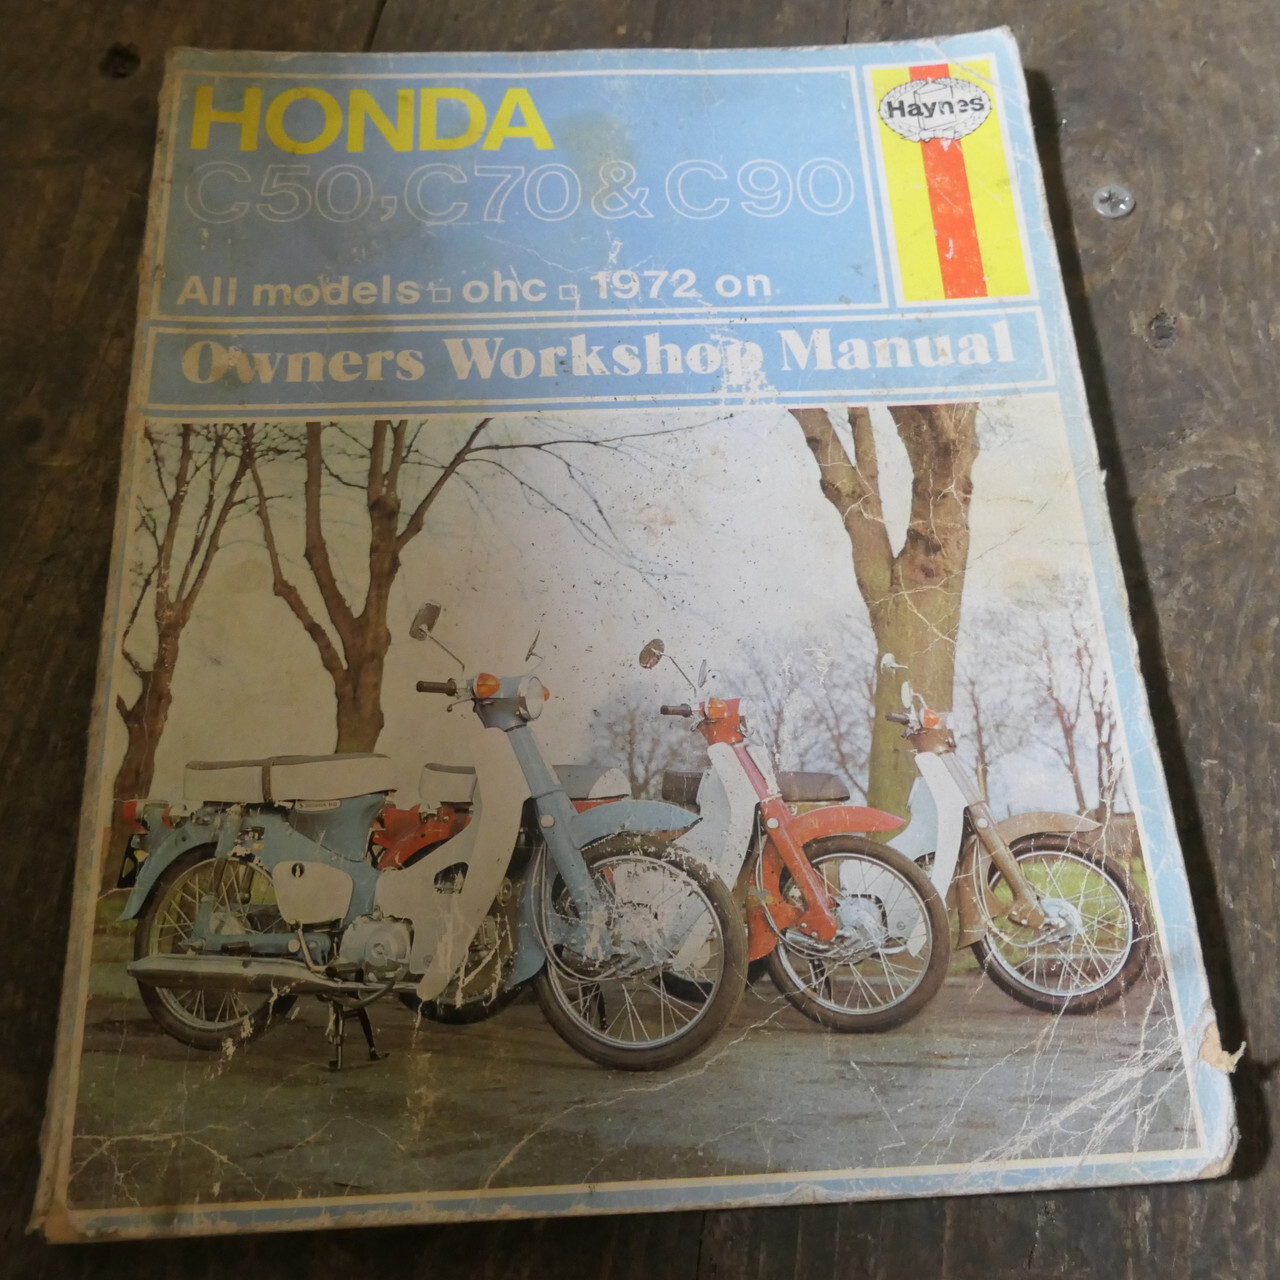 HONDA
Haynes
C50, C70 & C90
All models □ ohc □ 1972 on
Owners Workshop Manual